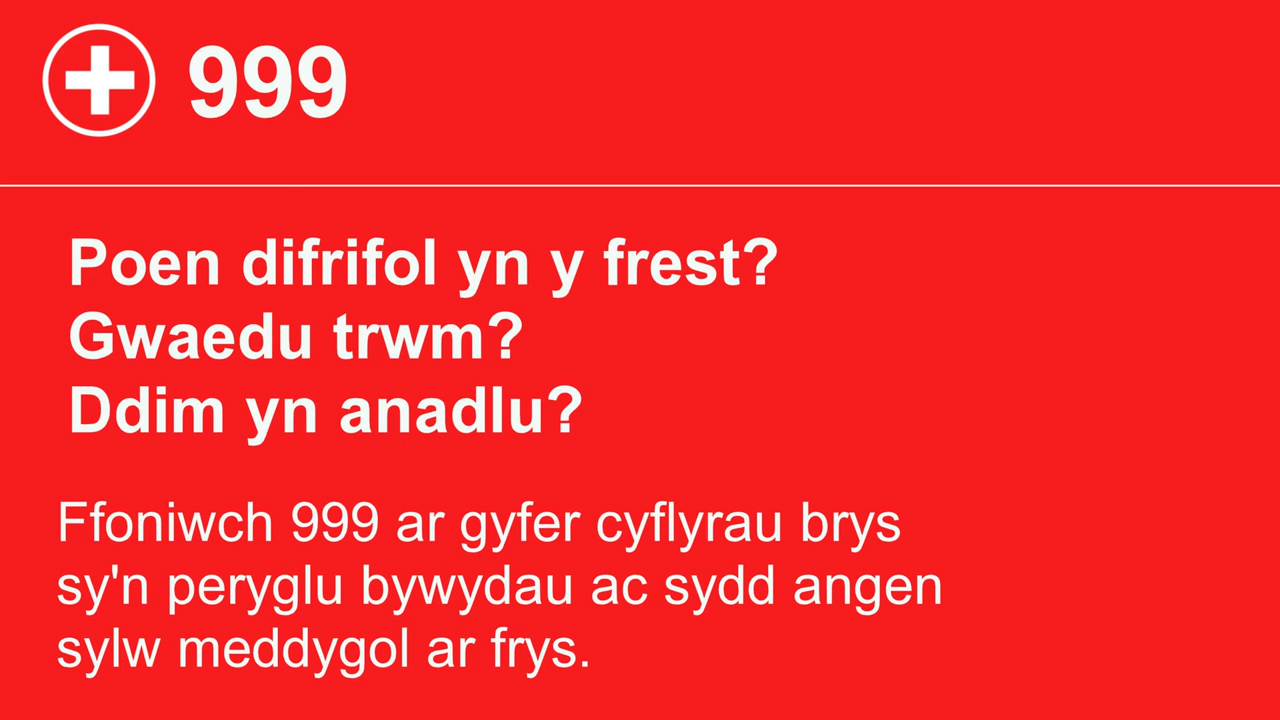 999
Poen difrifol yn y frest?
Gwaedu trwm?
Ddim yn anadlu?
Ffoniwch 999 ar gyfer cyflyrau brys
sy'n peryglu bywydau ac sydd angen
sylw meddygol ar frys.